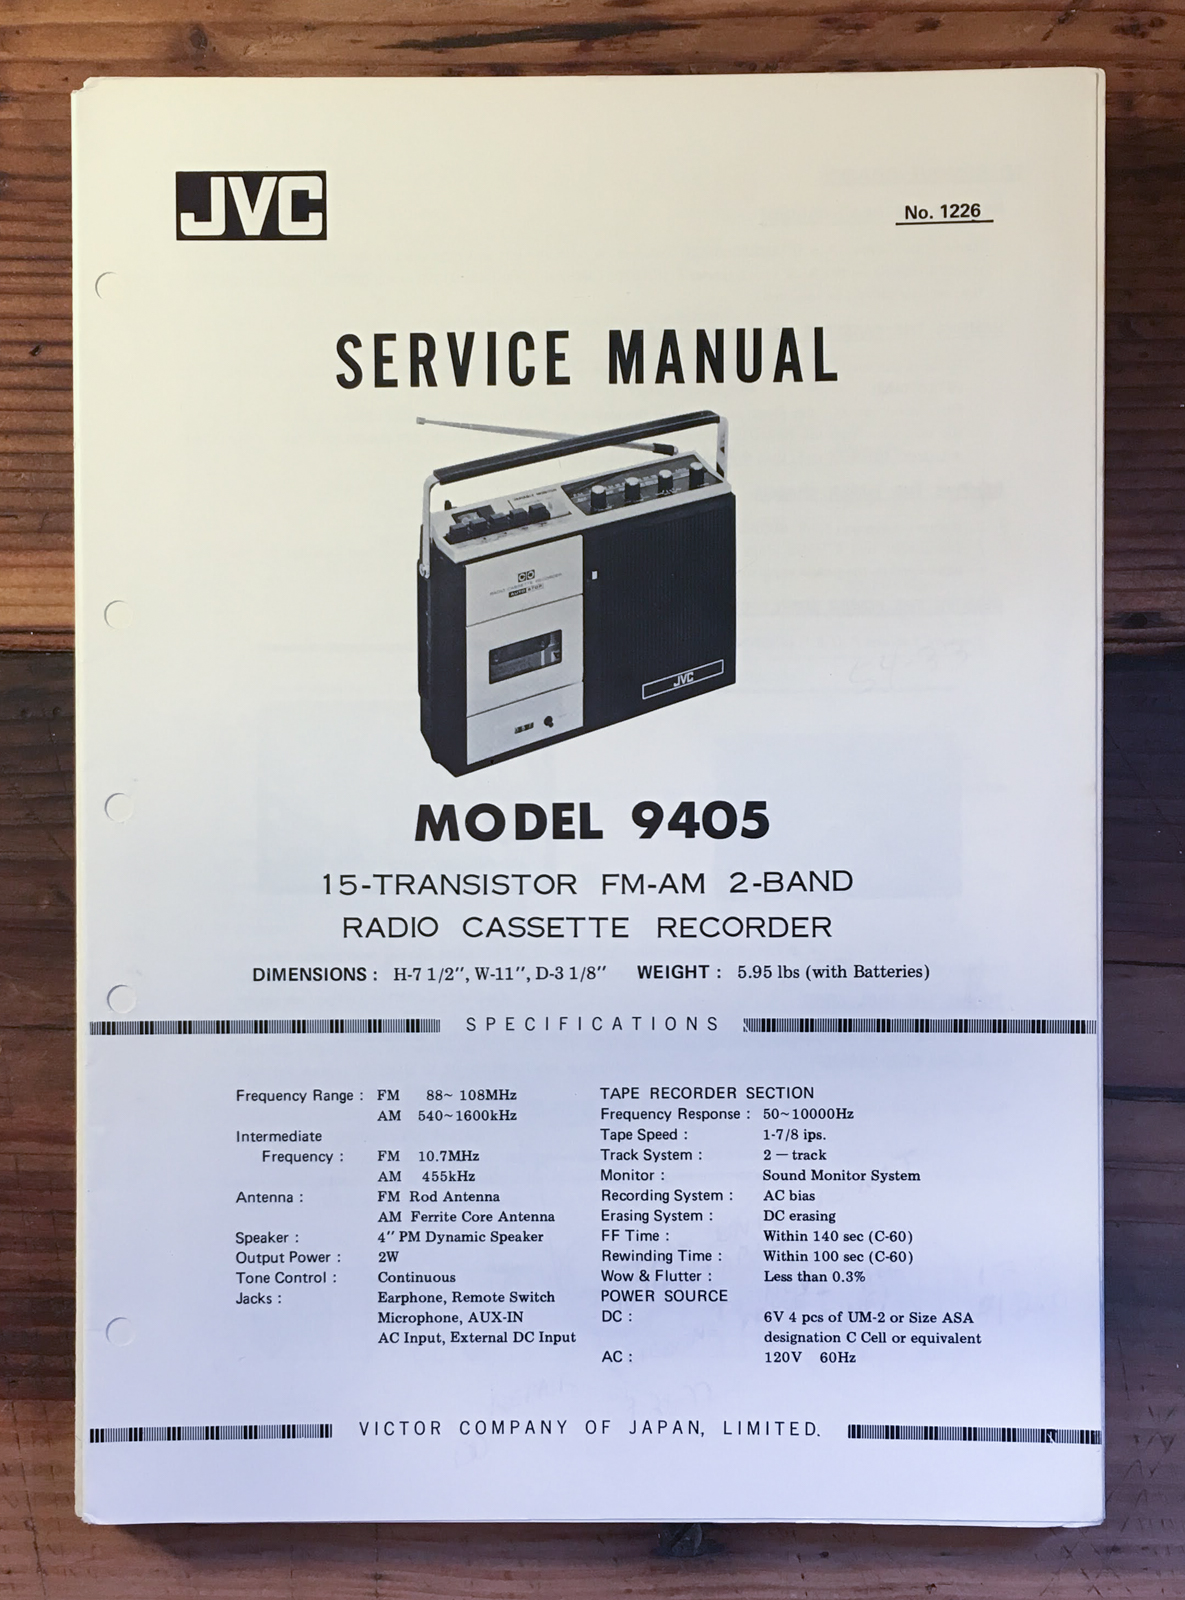 JVC
No. 1226
SERVICE MANUAL
JVC
MODEL 9405
15-TRANSISTOR FM-AM 2-BAND
RADIO CASSETTE RECORDER
DIMENSIONS : H-7 1/2", W-11", D-3 1/8" WEIGHT : 5.95 lbs (with Batteries)
SPECIFICATIONS
Frequency Range : FM 88~ 108MHz
AM 540~1600kHz
Intermediate
Frequency : FM 10.7MHz
AM 455kHz
Antenna : FM Rod Antenna
AM Ferrite Core Antenna
Speaker : 4" PM Dynamic Speaker
Output Power : 2W
Tone Control : Continuous
Jacks : Earphone, Remote Switch
Microphone, AUX-IN
AC Input, External DC Input
TAPE RECORDER SECTION
Frequency Response : 50~10000Hz
Tape Speed : 1-7/8 ips.
Track System : 2 — track
Monitor : Sound Monitor System
Recording System : AC bias
Erasing System : DC erasing
FF Time : Within 140 sec (C-60)
Rewinding Time : Within 100 sec (C-60)
Wow & Flutter : Less than 0.3%
POWER SOURCE
DC : 6V 4 pcs of UM-2 or Size ASA
designation C Cell or equivalent
AC : 120V 60Hz
VICTOR COMPANY OF JAPAN, LIMITED.